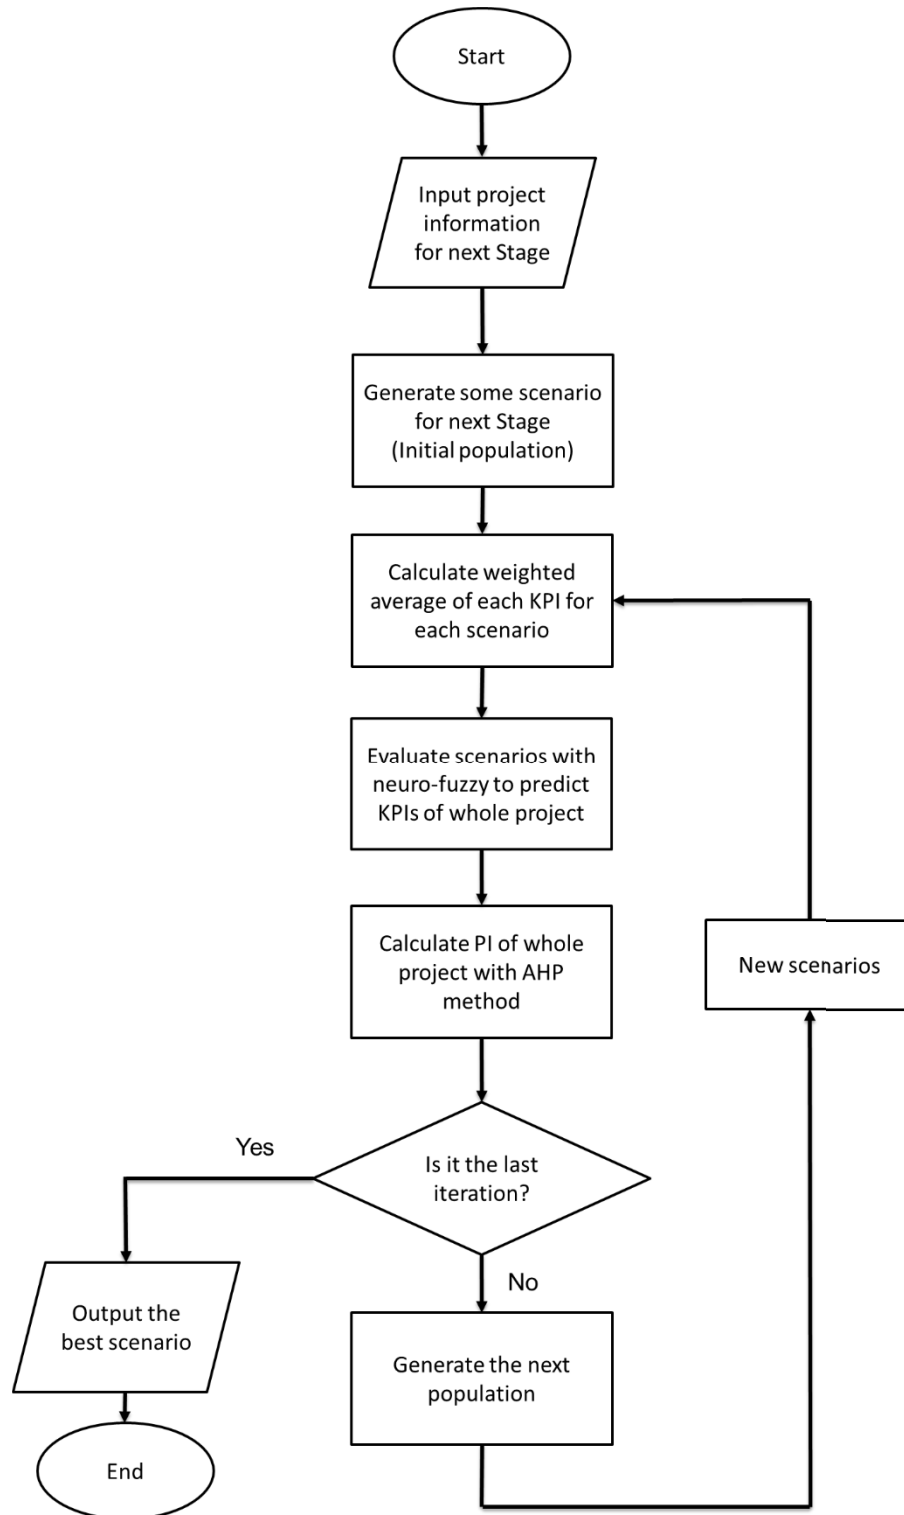 Start
Input project
information
for next Stage
Generate some scenario
for next Stage
(Initial population)
Calculate weighted
average of each KPI for
each scenario
Evaluate scenarios with
neuro-fuzzy to predict
KPIs of whole project
Calculate PI of whole
project with AHP
method
New scenarios
Yes
Is it the last
iteration?
No
Output the
best scenario
Generate the next
population
End